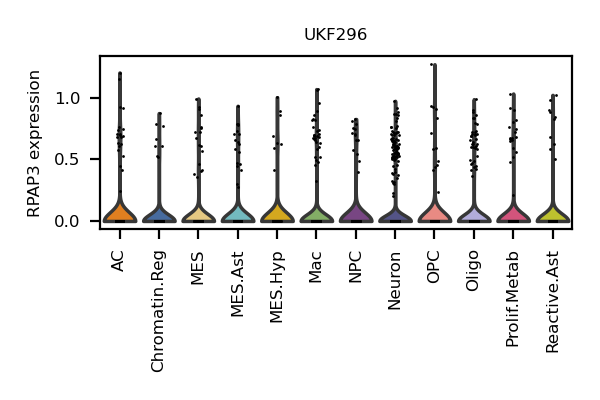 UKF296
RPAP3 expression
1.0
0.5
0.0
AC
Chromatin.Reg
MES
MES.Ast
MES.Hyp
Mac
NPC
Neuron
OPC
Oligo
Prolif.Metab
Reactive.Ast